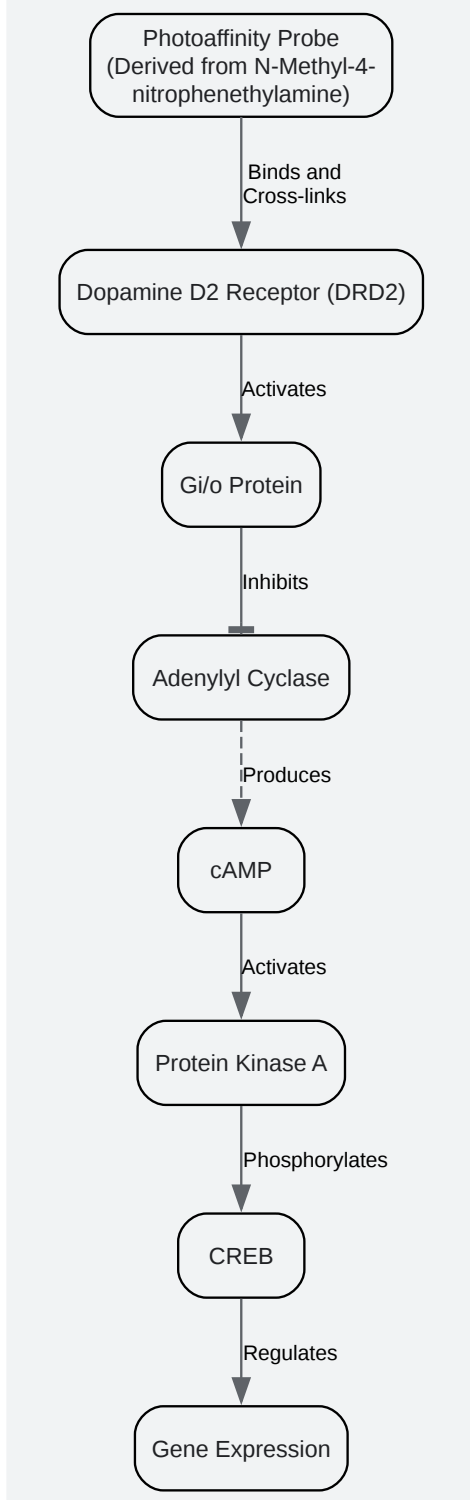 Photoaffinity Probe
(Derived from N-Methyl-4-
nitrophenethylamine)
Binds and
Cross-links
Dopamine D2 Receptor (DRD2)
Activates
Gi/o Protein
Inhibits
Adenylyl Cyclase
Produces
cAMP
Activates
Protein Kinase A
Phosphorylates
CREB
Regulates
Gene Expression